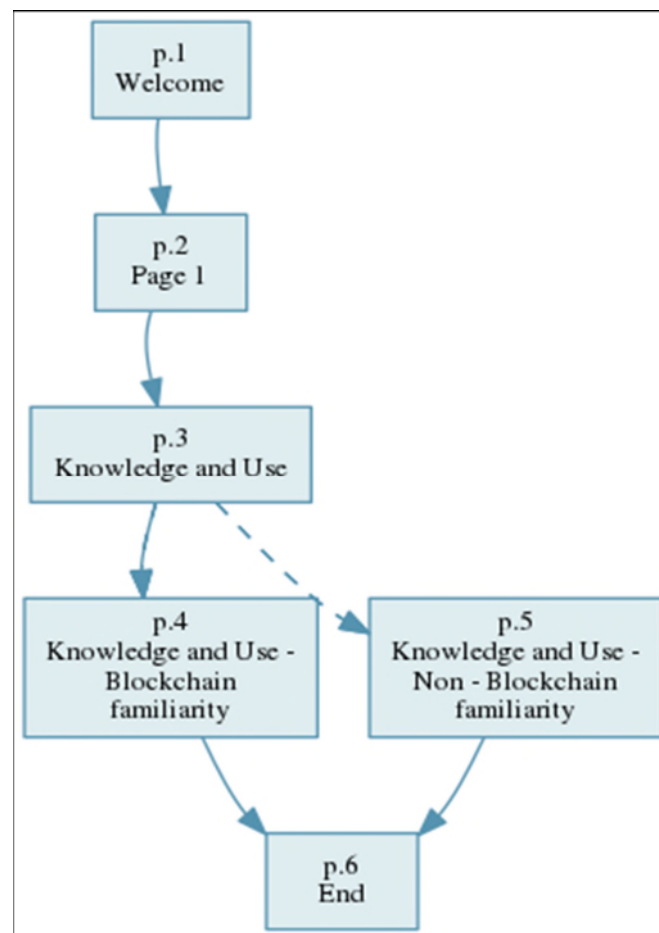 p.1
Welcome
p.2
Page 1
p.3
Knowledge and Use
p.4
Knowledge and Use -
Blockchain
familiarity
p.5
Knowledge and Use -
Non - Blockchain
familiarity
p.6
End